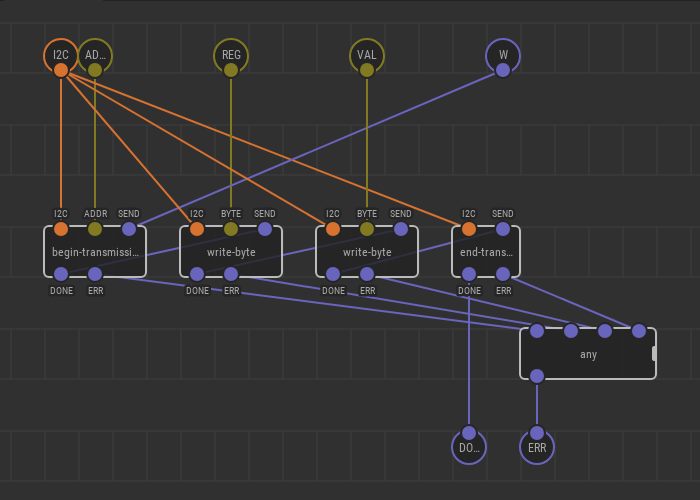 I2C AD... REG VAL W
I2C ADDR SEND I2C BYTE SEND I2C BYTE SEND I2C SEND
begin-transmissi... write-byte write-byte end-trans...
DONE ERR DONE ERR DONE ERR DONE ERR
any
DO... ERR